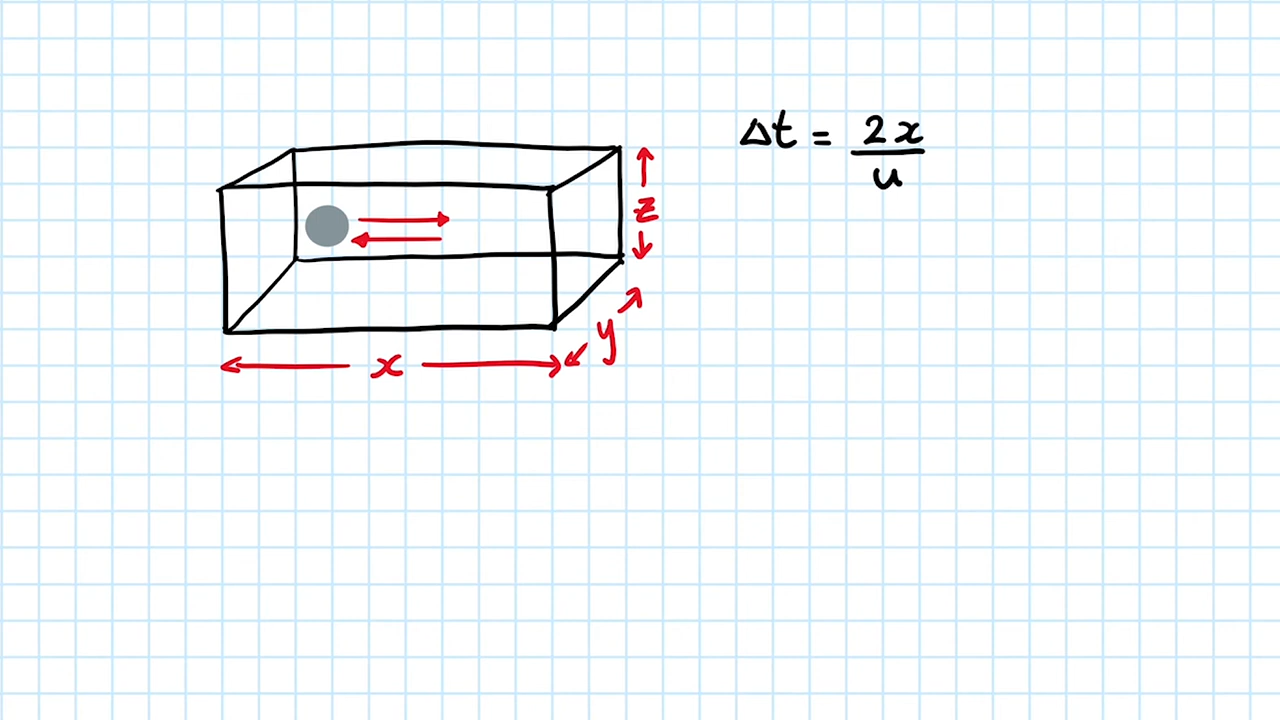 Δt = 2x / u
z
y
x